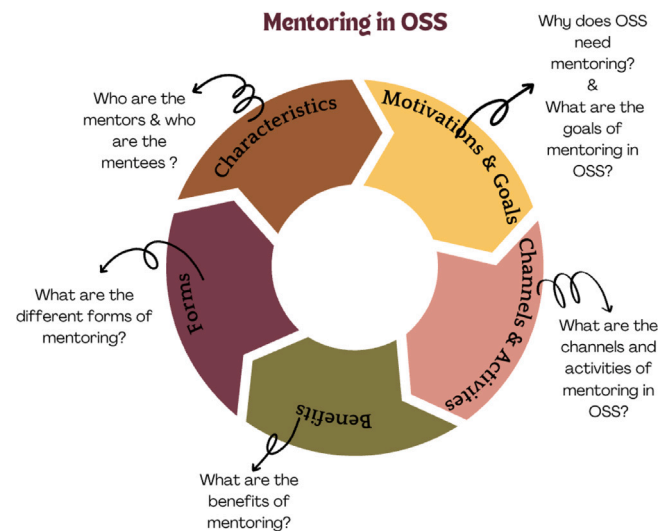 Mentoring in OSS
Why does OSS
need
mentoring?
&
What are the
goals of
mentoring in
OSS?
Motivations & Goals
Channels & Activites
What are the
channels and
activities of
mentoring in
OSS?
Benefits
What are the
benefits of
mentoring?
Forms
What are the
different forms of
mentoring?
Characteristics
Who are the
mentors & who
are the
mentees ?